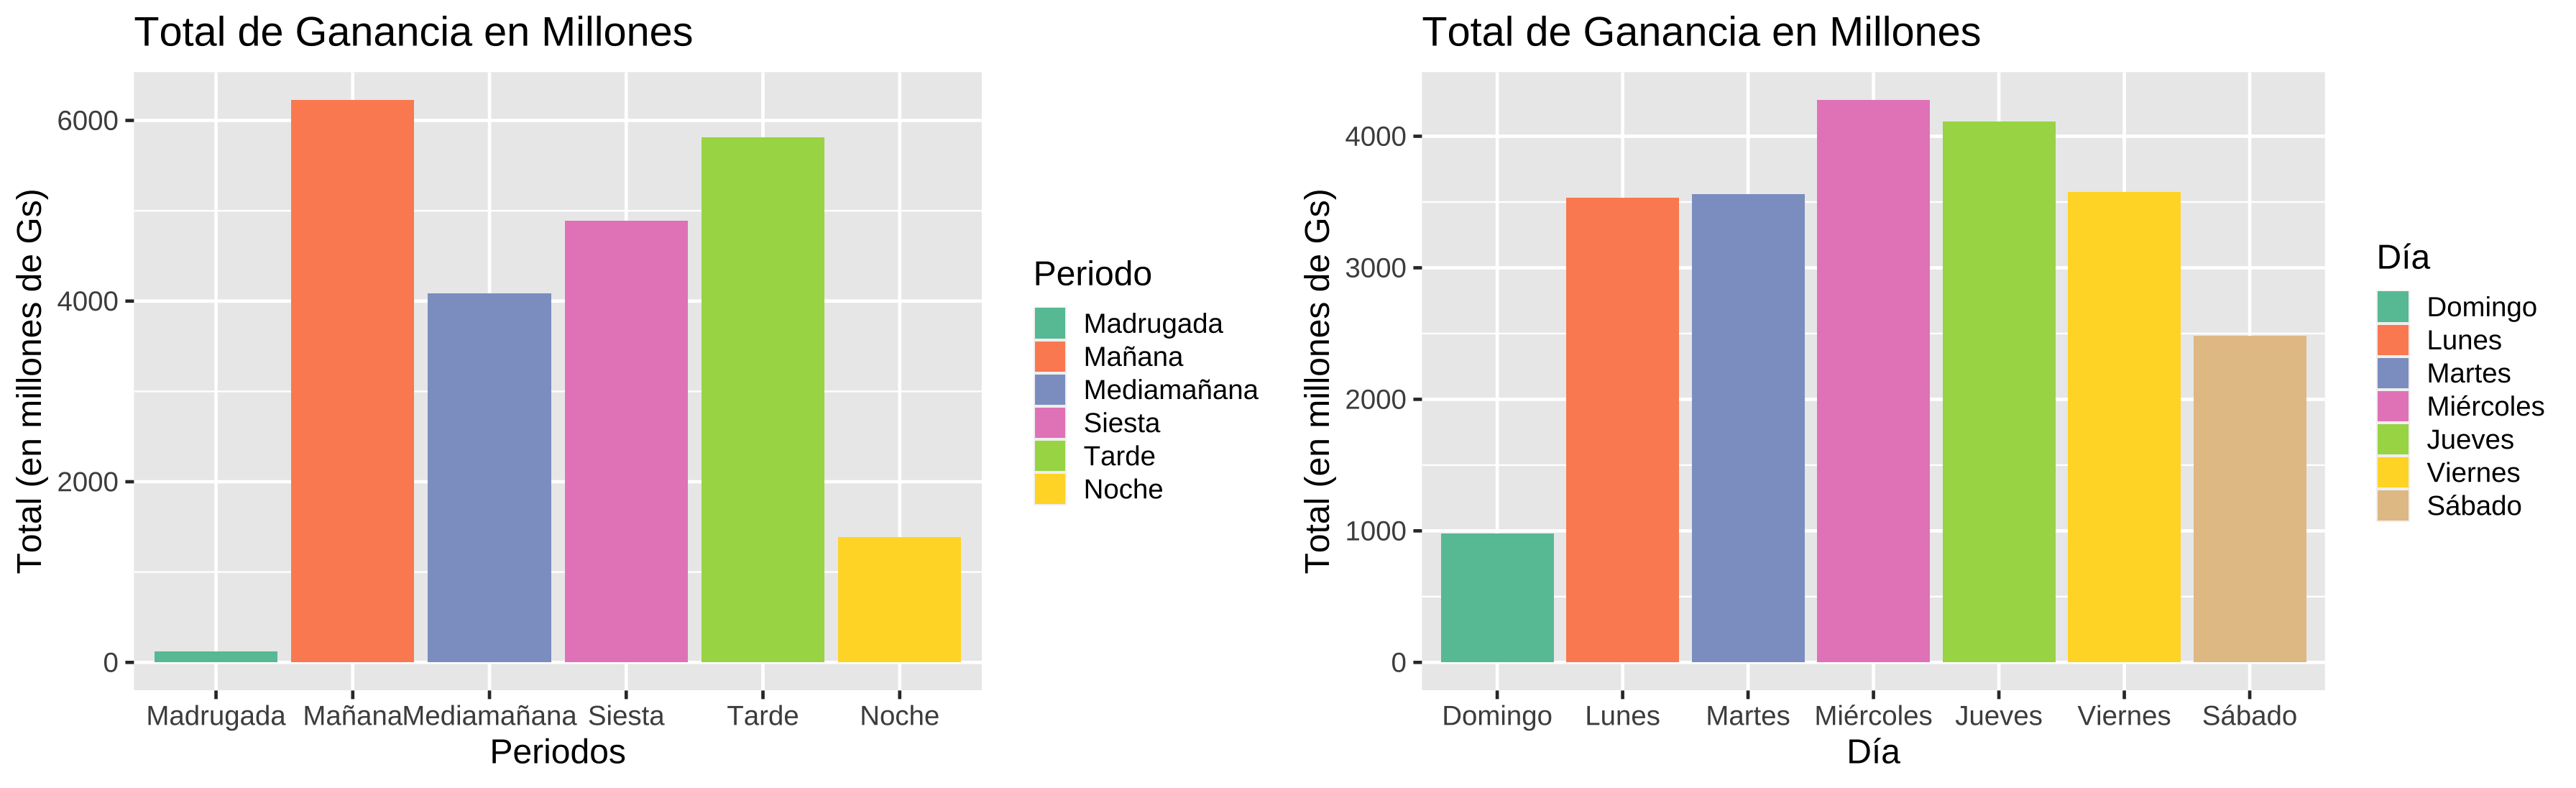 Total de Ganancia en Millones
Total (en millones de Gs)
6000
4000
2000
0
Madrugada Mañana Mediamañana Siesta Tarde Noche
Periodos
Periodo
Madrugada
Mañana
Mediamañana
Siesta
Tarde
Noche
Total de Ganancia en Millones
Total (en millones de Gs)
4000
3000
2000
1000
0
Domingo Lunes Martes Miércoles Jueves Viernes Sábado
Día
Día
Domingo
Lunes
Martes
Miércoles
Jueves
Viernes
Sábado